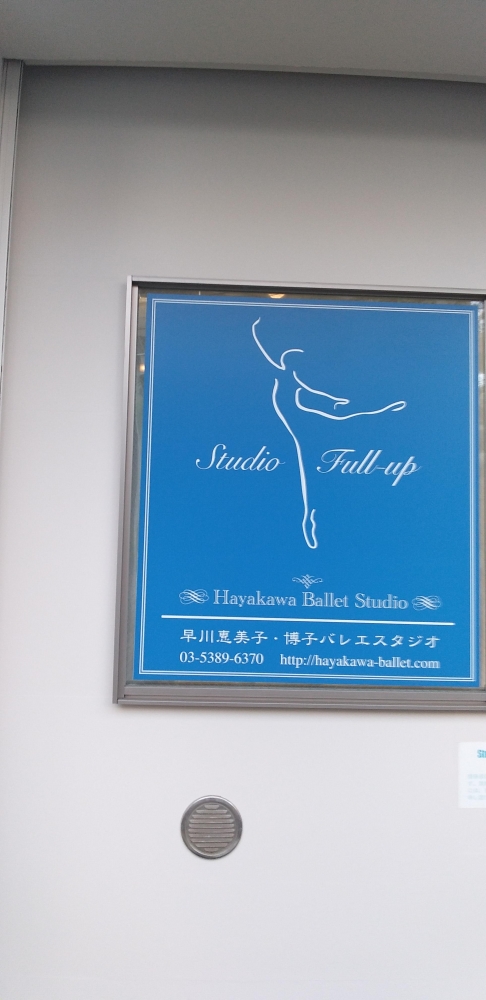 Studio Full-up
Hayakawa Ballet Studio
早川恵美子・博子バレエスタジオ
03-5389-6370 http://hayakawa-ballet.com